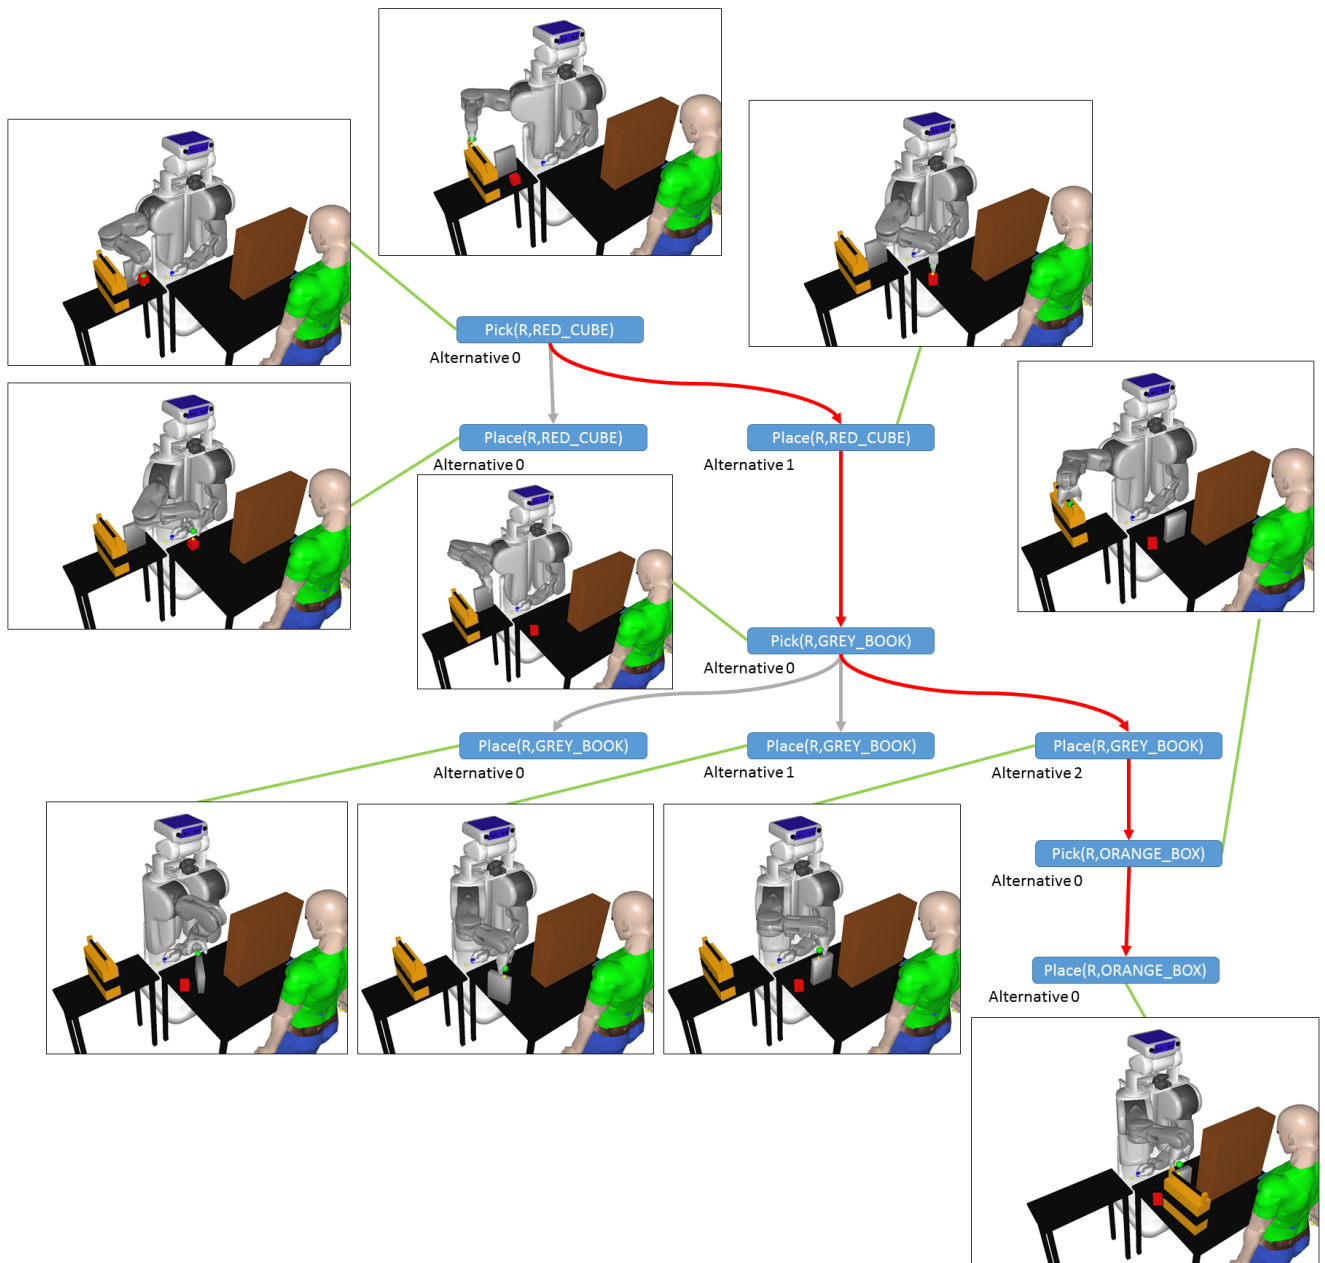 Pick(R,RED_CUBE)
Alternative 0
Place(R,RED_CUBE)
Alternative 0
Place(R,RED_CUBE)
Alternative 1
Pick(R,GREY_BOOK)
Alternative 0
Place(R,GREY_BOOK)
Alternative 0
Place(R,GREY_BOOK)
Alternative 1
Place(R,GREY_BOOK)
Alternative 2
Pick(R,ORANGE_BOX)
Alternative 0
Place(R,ORANGE_BOX)
Alternative 0